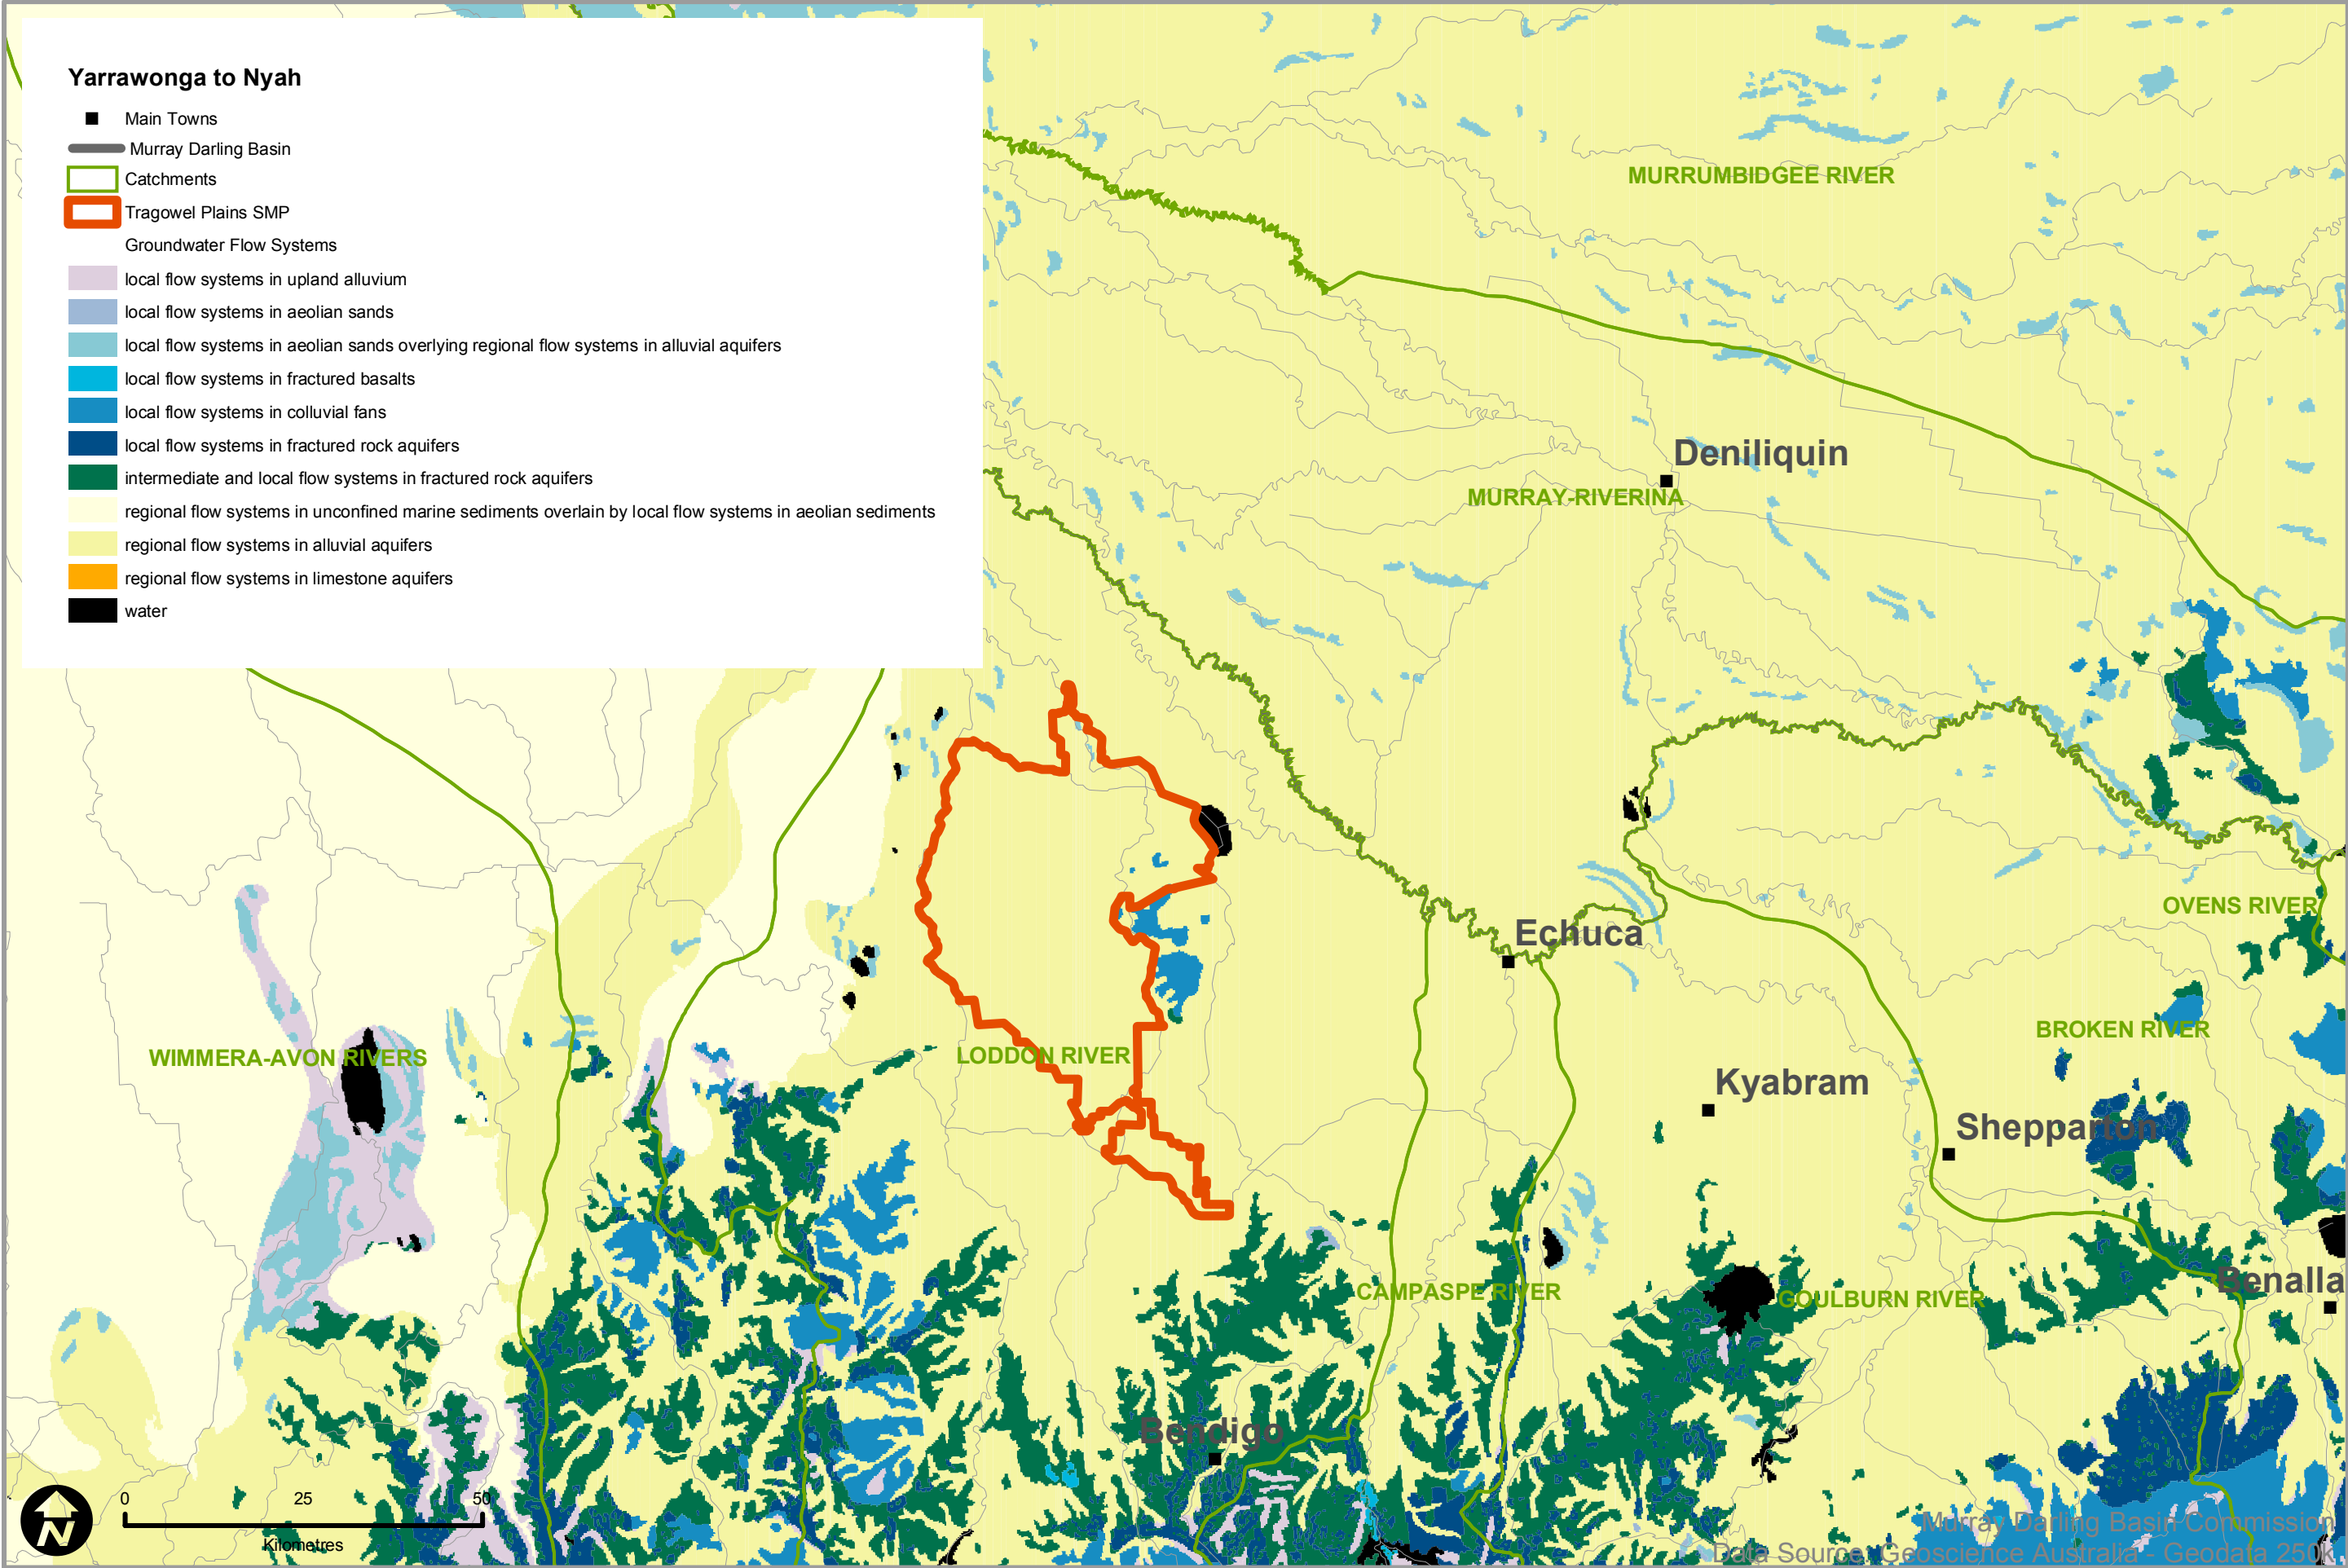 Yarrawonga to Nyah
Main Towns
Murray Darling Basin
Catchments
Tragowel Plains SMP
Groundwater Flow Systems
local flow systems in upland alluvium
local flow systems in aeolian sands
local flow systems in aeolian sands overlying regional flow systems in alluvial aquifers
local flow systems in fractured basalts
local flow systems in colluvial fans
local flow systems in fractured rock aquifers
intermediate and local flow systems in fractured rock aquifers
regional flow systems in unconfined marine sediments overlain by local flow systems in aeolian sediments
regional flow systems in alluvial aquifers
regional flow systems in limestone aquifers
water
MURRUMBIDGEE RIVER
Deniliquin
MURRAY-RIVERINA
OVENS RIVER
Echuca
BROKEN RIVER
WIMMERA-AVON RIVERS
LODDON RIVER
Kyabram
Shepparton
Benalla
CAMPASPE RIVER
GOULBURN RIVER
Bendigo
0 25 50
Kilometres
N
Murray Darling Basin Commission
Data Source: Geoscience Australia - Geodata 250k